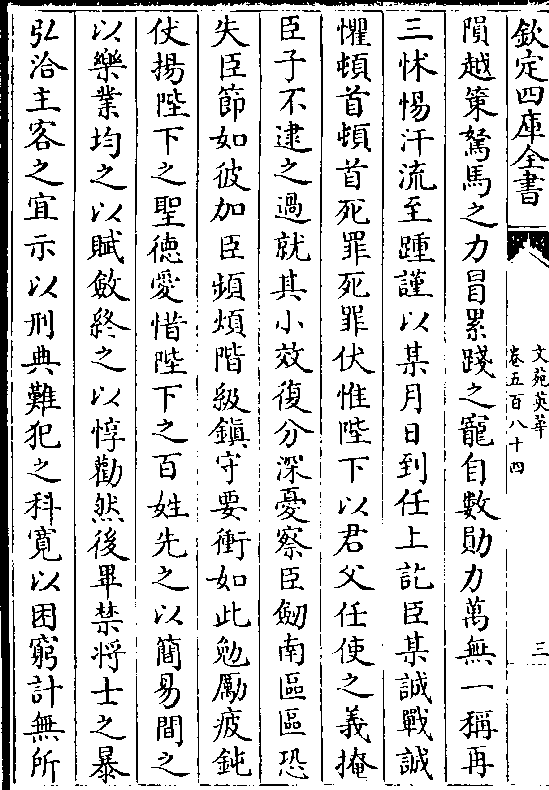 欽定四庫全書
文苑英華
卷五百八十四
三
隕越策駑馬之力冒累踐之寵自數勛力萬無一稱再
三怵惕汗流至踵謹以某月日到任上訖臣某誠戰誠
懼頓首頓首死罪死罪伏惟陛下以君父任使之義掩
臣子不逮之過就其小效復分深憂察臣劒南區區恐
失臣節如彼加臣頻煩階級鎮守要衝如此勉勵疲鈍
仗揚陛下之聖徳愛惜陛下之百姓先之以簡易間之
以樂業均之以賦斂終之以惇勸然後畢禁將士之暴
弘洽主客之宜示以刑典難犯之科寛以困窮計無所